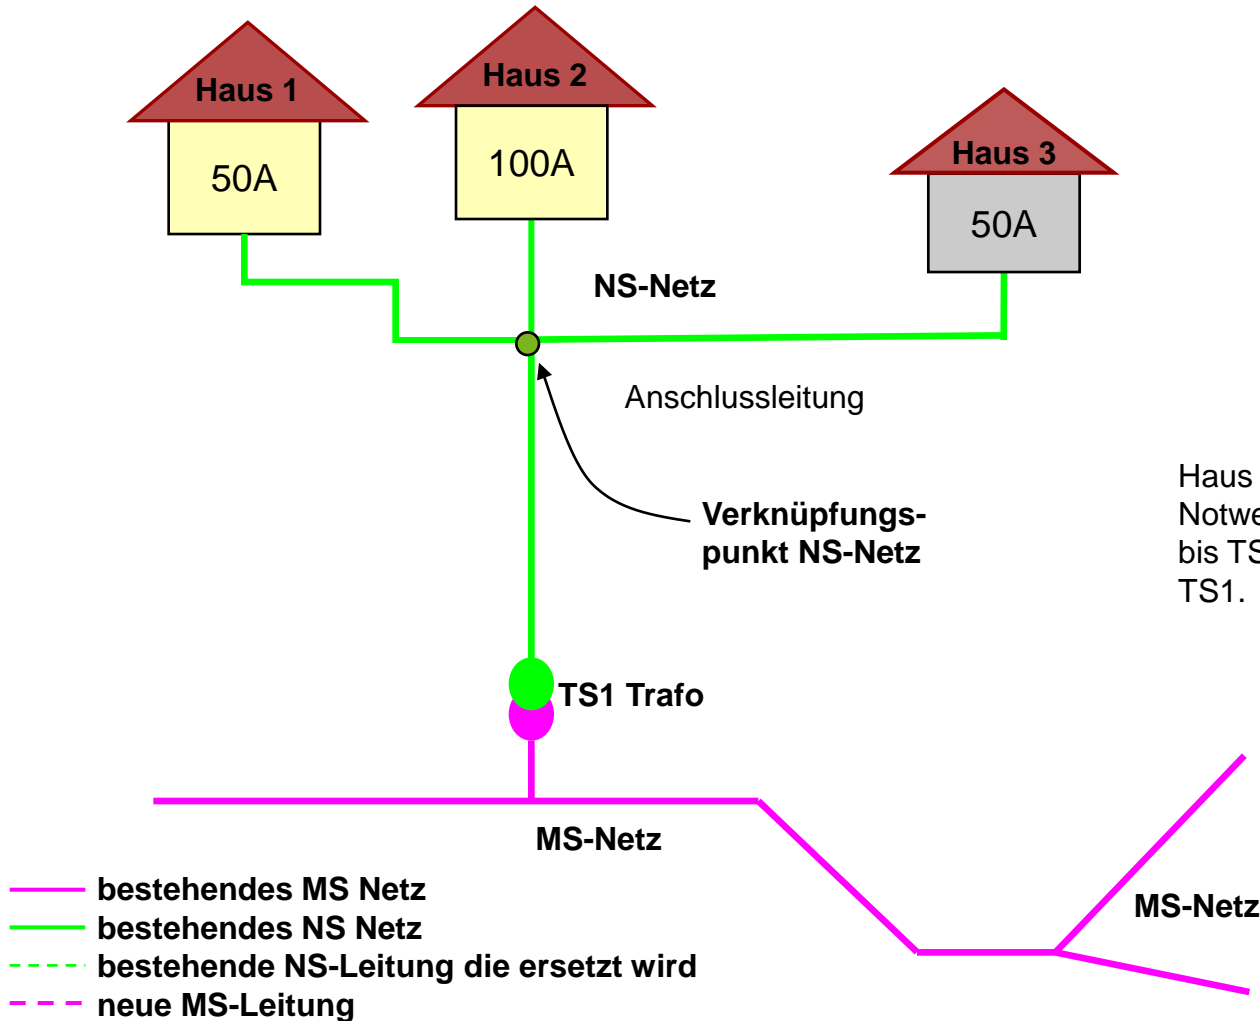 Haus 1
50A
Haus 2
100A
Haus 3
50A
NS-Netz
Anschlussleitung
Verknüpfungs-
punkt NS-Netz
Haus
bis
TS1.
TS1 Trafo
MS-Netz
MS-Netz
bestehendes MS Netz
bestehendes NS Netz
bestehende NS-Leitung die ersetzt wird
neue MS-Leitung